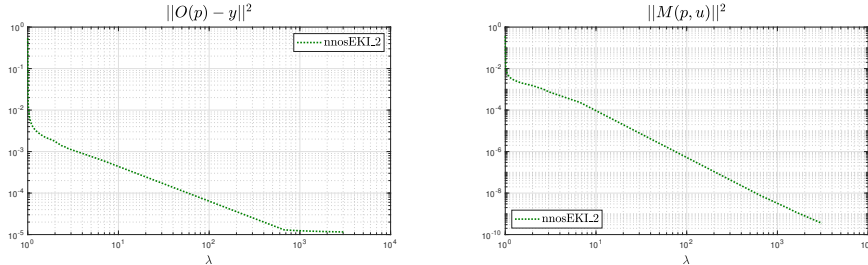 ||O(p) − y||²
nnosEKI_2
10⁰
10⁻¹
10⁻²
10⁻³
10⁻⁴
10⁻⁵
10⁰ 10¹ 10² 10³ 10⁴
λ
||M(p, u)||²
10⁰
10⁻²
10⁻⁴
10⁻⁶
10⁻⁸
10⁻¹⁰
nnosEKI_2
10⁰ 10¹ 10² 10³
λ